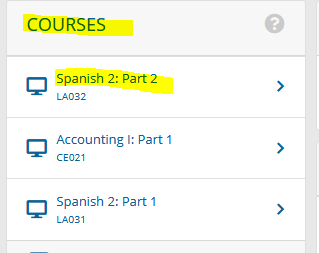 COURSES
?
Spanish 2: Part 2
LA032
Accounting I: Part 1
CE021
Spanish 2: Part 1
LA031